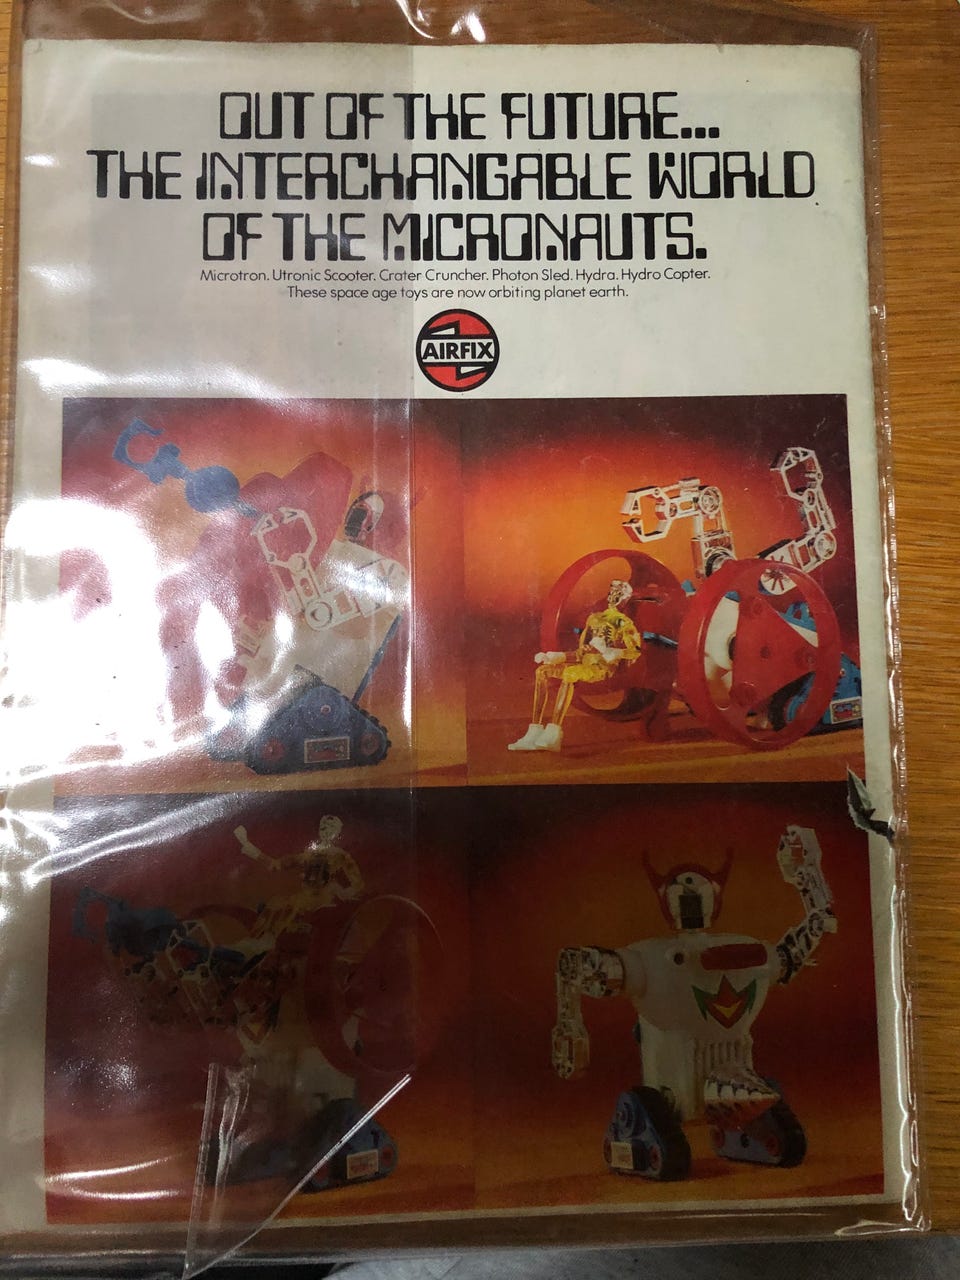 OUT OF THE FUTURE...
THE INTERCHANGABLE WORLD
OF THE MICRONAUTS.
Microtron. Utronic Scooter. Crater Cruncher. Photon Sled. Hydra. Hydro Copter.
These space age toys are now orbiting planet earth.
AIRFIX